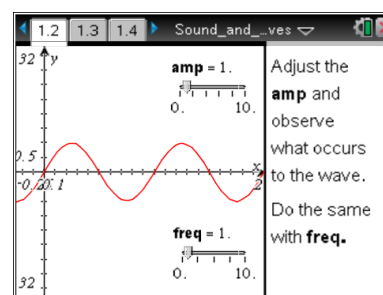 1.2 1.3 1.4 Sound_and_…ves
32 y
amp = 1.
0. 10.
0.5
x
2
freq = 1.
0. 10.
32
Adjust the
amp and
observe
what occurs
to the wave.
Do the same
with freq.